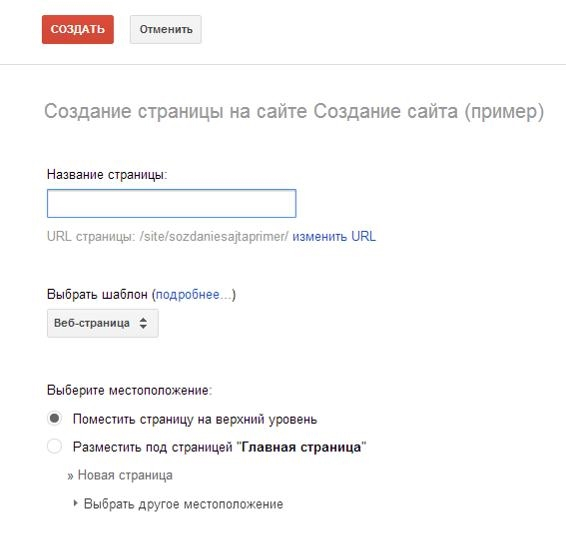 СОЗДАТЬ Отменить
Создание страницы на сайте Создание сайта (пример)
Название страницы:
URL страницы: /site/sozdaniesajtaprimer/ изменить URL
Выбрать шаблон (подробнее...)
Веб-страница
Выберите местоположение:
Поместить страницу на верхний уровень
Разместить под страницей "Главная страница"
» Новая страница
Выбрать другое местоположение